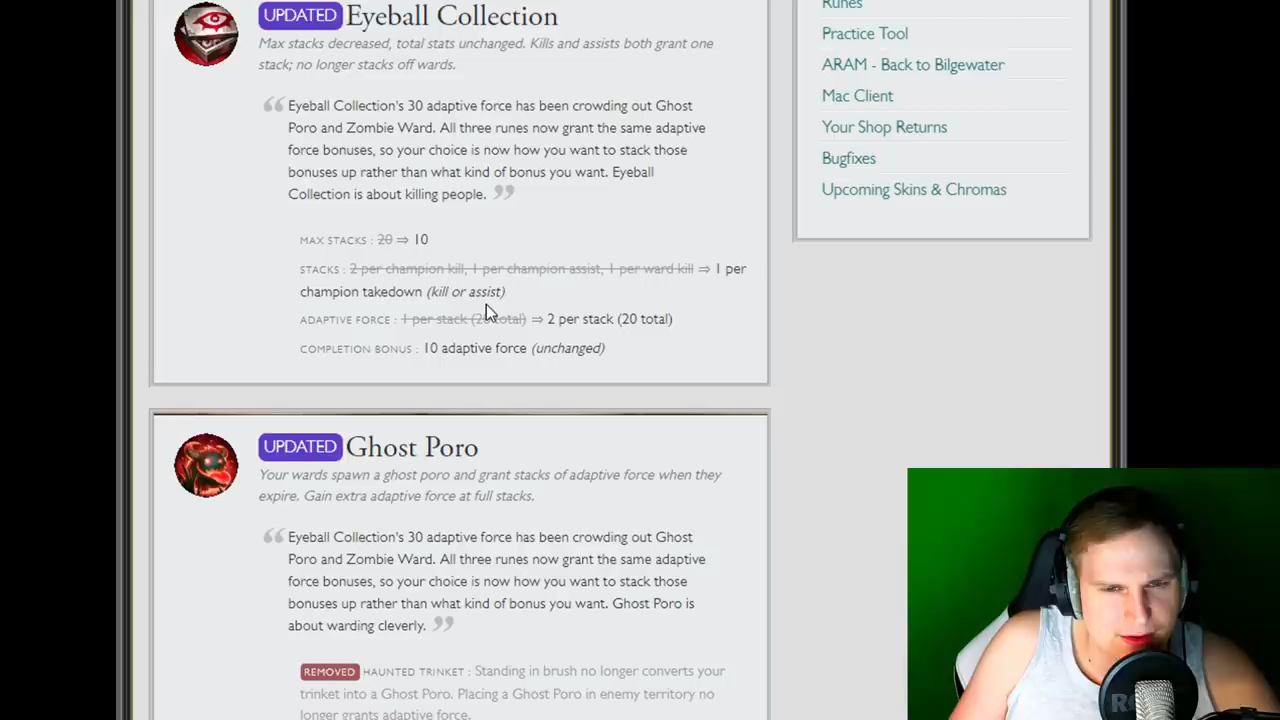 UPDATED Eyeball Collection
Max stacks decreased, total stats unchanged. Kills and assists both grant one
stack; no longer stacks off wards.
“ Eyeball Collection's 30 adaptive force has been crowding out Ghost
Poro and Zombie Ward. All three runes now grant the same adaptive
force bonuses, so your choice is now how you want to stack those
bonuses up rather than what kind of bonus you want. Eyeball
Collection is about killing people. ”
MAX STACKS : 20 ⇒ 10
STACKS : 2 per champion kill, 1 per champion assist, 1 per ward kill ⇒ 1 per
champion takedown (kill or assist)
ADAPTIVE FORCE : 1 per stack (20 total) ⇒ 2 per stack (20 total)
COMPLETION BONUS : 10 adaptive force (unchanged)
UPDATED Ghost Poro
Your wards spawn a ghost poro and grant stacks of adaptive force when they
expire. Gain extra adaptive force at full stacks.
“ Eyeball Collection's 30 adaptive force has been crowding out Ghost
Poro and Zombie Ward. All three runes now grant the same adaptive
force bonuses, so your choice is now how you want to stack those
bonuses up rather than what kind of bonus you want. Ghost Poro is
about warding cleverly. ”
REMOVED HAUNTED TRINKET : Standing in brush no longer converts your
trinket into a Ghost Poro. Placing a Ghost Poro in enemy territory no
longer grants adaptive force.
Runes
Practice Tool
ARAM - Back to Bilgewater
Mac Client
Your Shop Returns
Bugfixes
Upcoming Skins & Chromas